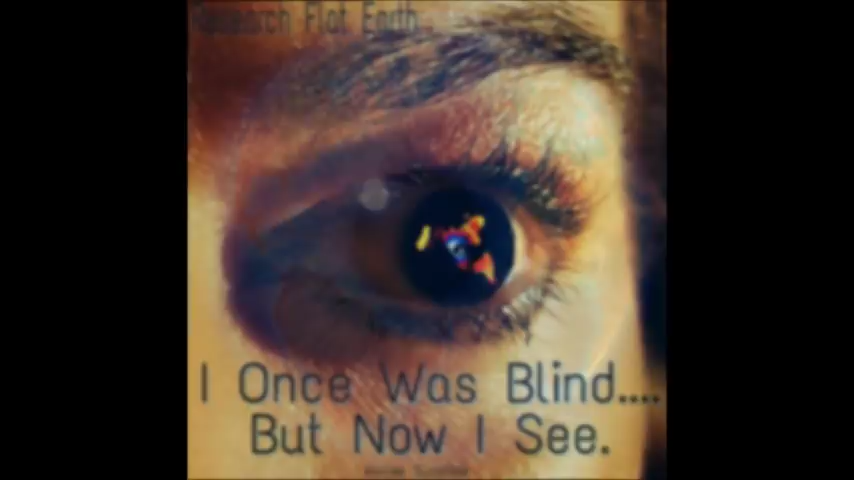 Research Flat Earth...
I Once Was Blind....
But Now I See.